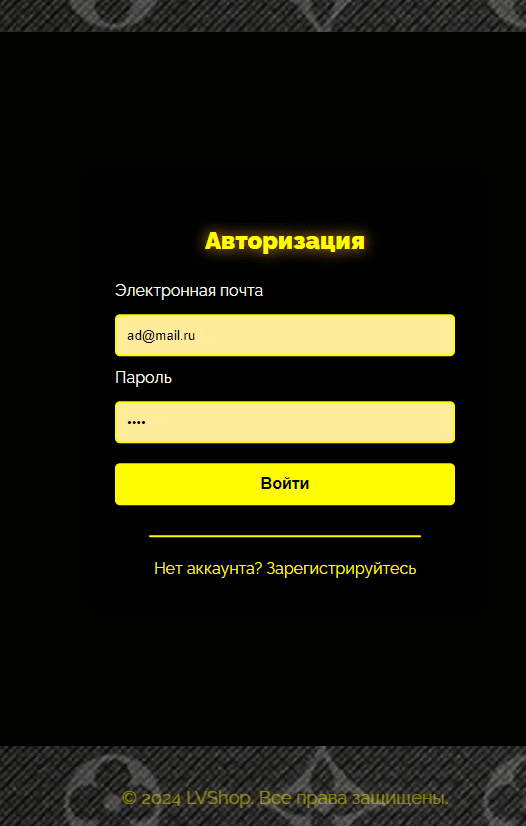 Авторизация
Электронная почта
ad@mail.ru
Пароль
••••
Войти
Нет аккаунта? Зарегистрируйтесь
© 2024 LVShop. Все права защищены.